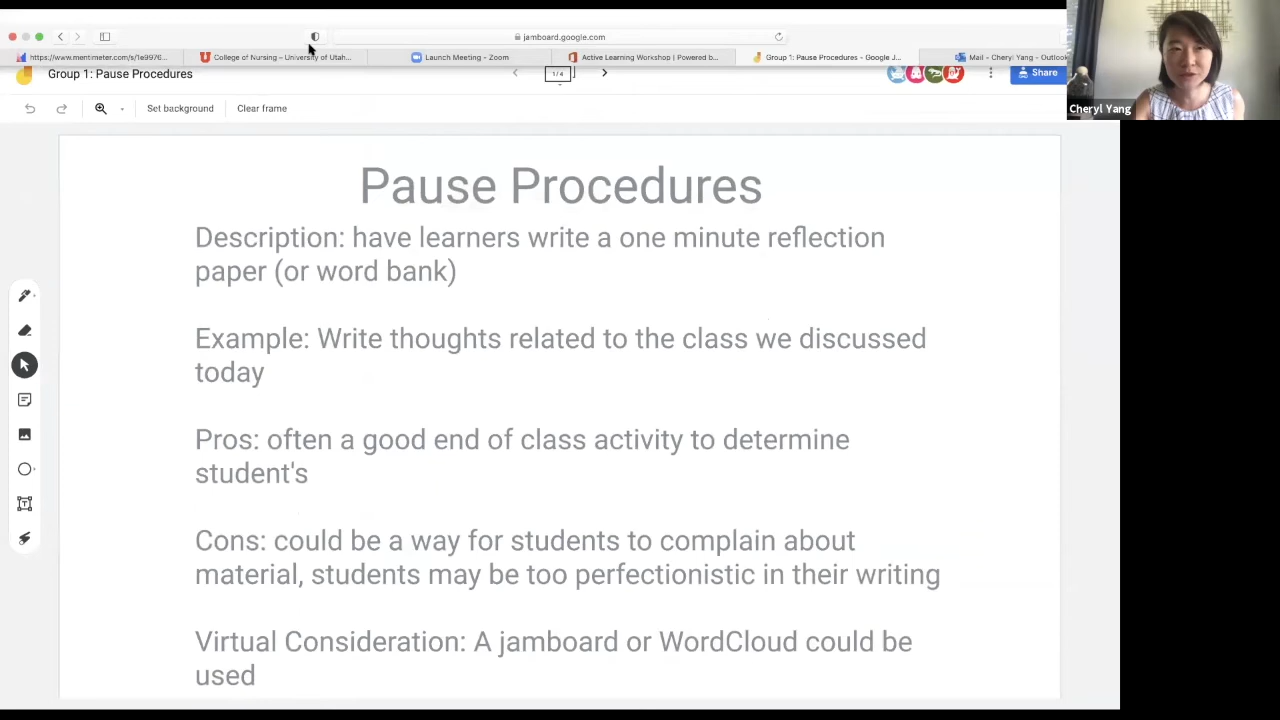 jamboard.google.com
https://www.mentimeter.com/s/1e9976...
College of Nursing – University of Utah...
Launch Meeting - Zoom
Active Learning Workshop | Powered b...
Group 1: Pause Procedures - Google J...
Mail - Cheryl Yang - Outlook
Group 1: Pause Procedures
1/4
Share
Cheryl Yang
Set background
Clear frame
Pause Procedures
Description: have learners write a one minute reflection
paper (or word bank)
Example: Write thoughts related to the class we discussed
today
Pros: often a good end of class activity to determine
student's
Cons: could be a way for students to complain about
material, students may be too perfectionistic in their writing
Virtual Consideration: A jamboard or WordCloud could be
used